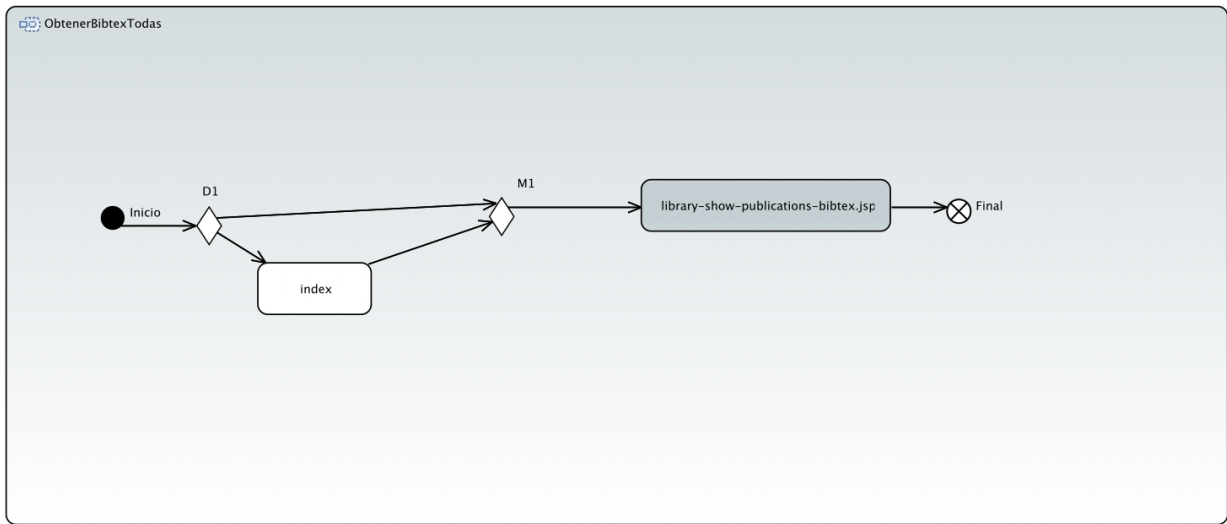 ObtenerBibtexTodas
Inicio
D1
M1
library-show-publications-bibtex.jsp
Final
index